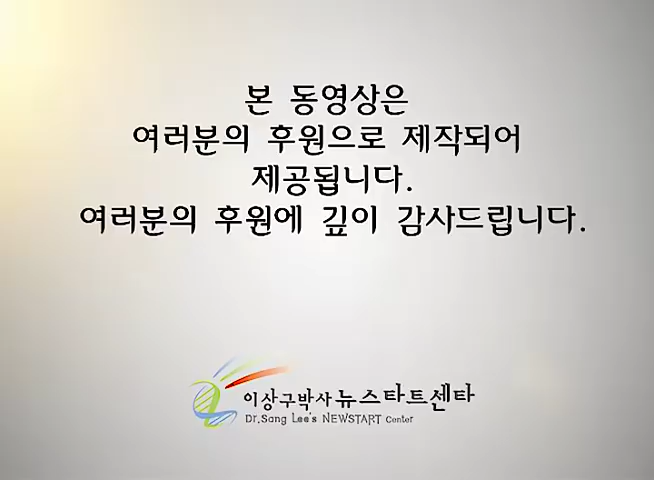 본 동영상은
여러분의 후원으로 제작되어
제공됩니다.
여러분의 후원에 깊이 감사드립니다.
이상구박사 뉴스타트센타
Dr.Sang Lee's NEWSTART Center